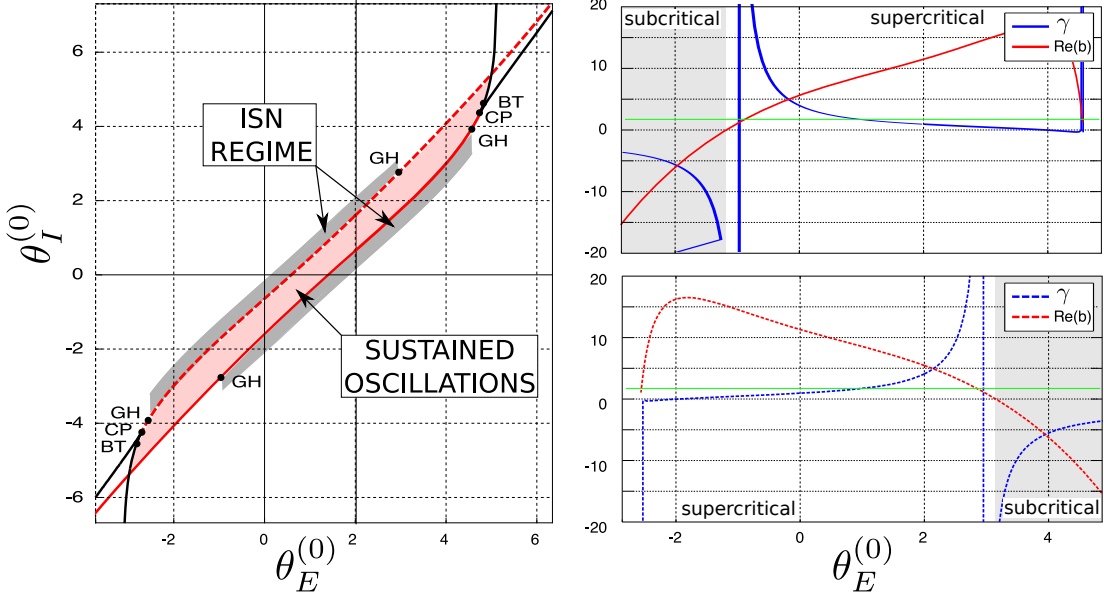 6
4
2
0
-2
-4
-6
θ_I^(0)
ISN
REGIME
GH
BT
CP
GH
GH
GH
CP
BT
SUSTAINED
OSCILLATIONS
-2
0
2
4
6
θ_E^(0)
subcritical
supercritical
γ
Re(b)
20
10
0
-10
-20
γ
Re(b)
20
10
0
-10
-20
supercritical
subcritical
-2
0
2
4
θ_E^(0)